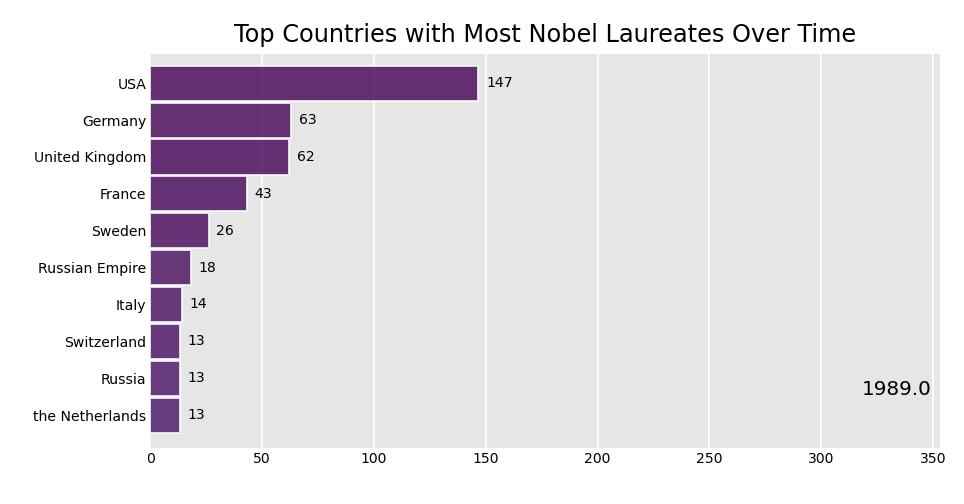 Top Countries with Most Nobel Laureates Over Time
USA 147
Germany 63
United Kingdom 62
France 43
Sweden 26
Russian Empire 18
Italy 14
Switzerland 13
Russia 13
1989.0
the Netherlands 13
0 50 100 150 200 250 300 350